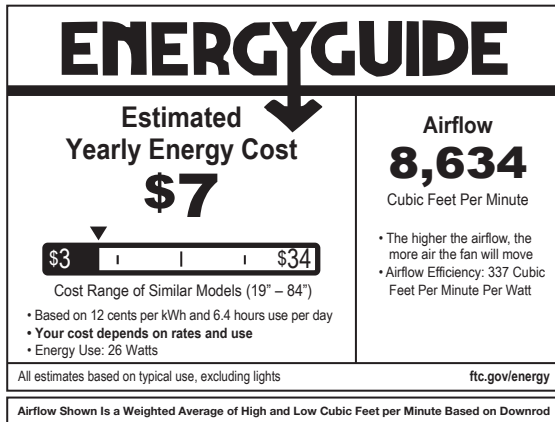 ENERGYGUIDE
Estimated
Yearly Energy Cost
$7
$3
$34
Cost Range of Similar Models (19” – 84”)
• Based on 12 cents per kWh and 6.4 hours use per day
• Your cost depends on rates and use
• Energy Use: 26 Watts
Airflow
8,634
Cubic Feet Per Minute
• The higher the airflow, the
more air the fan will move
• Airflow Efficiency: 337 Cubic
Feet Per Minute Per Watt
All estimates based on typical use, excluding lights
ftc.gov/energy
Airflow Shown Is a Weighted Average of High and Low Cubic Feet per Minute Based on Downrod